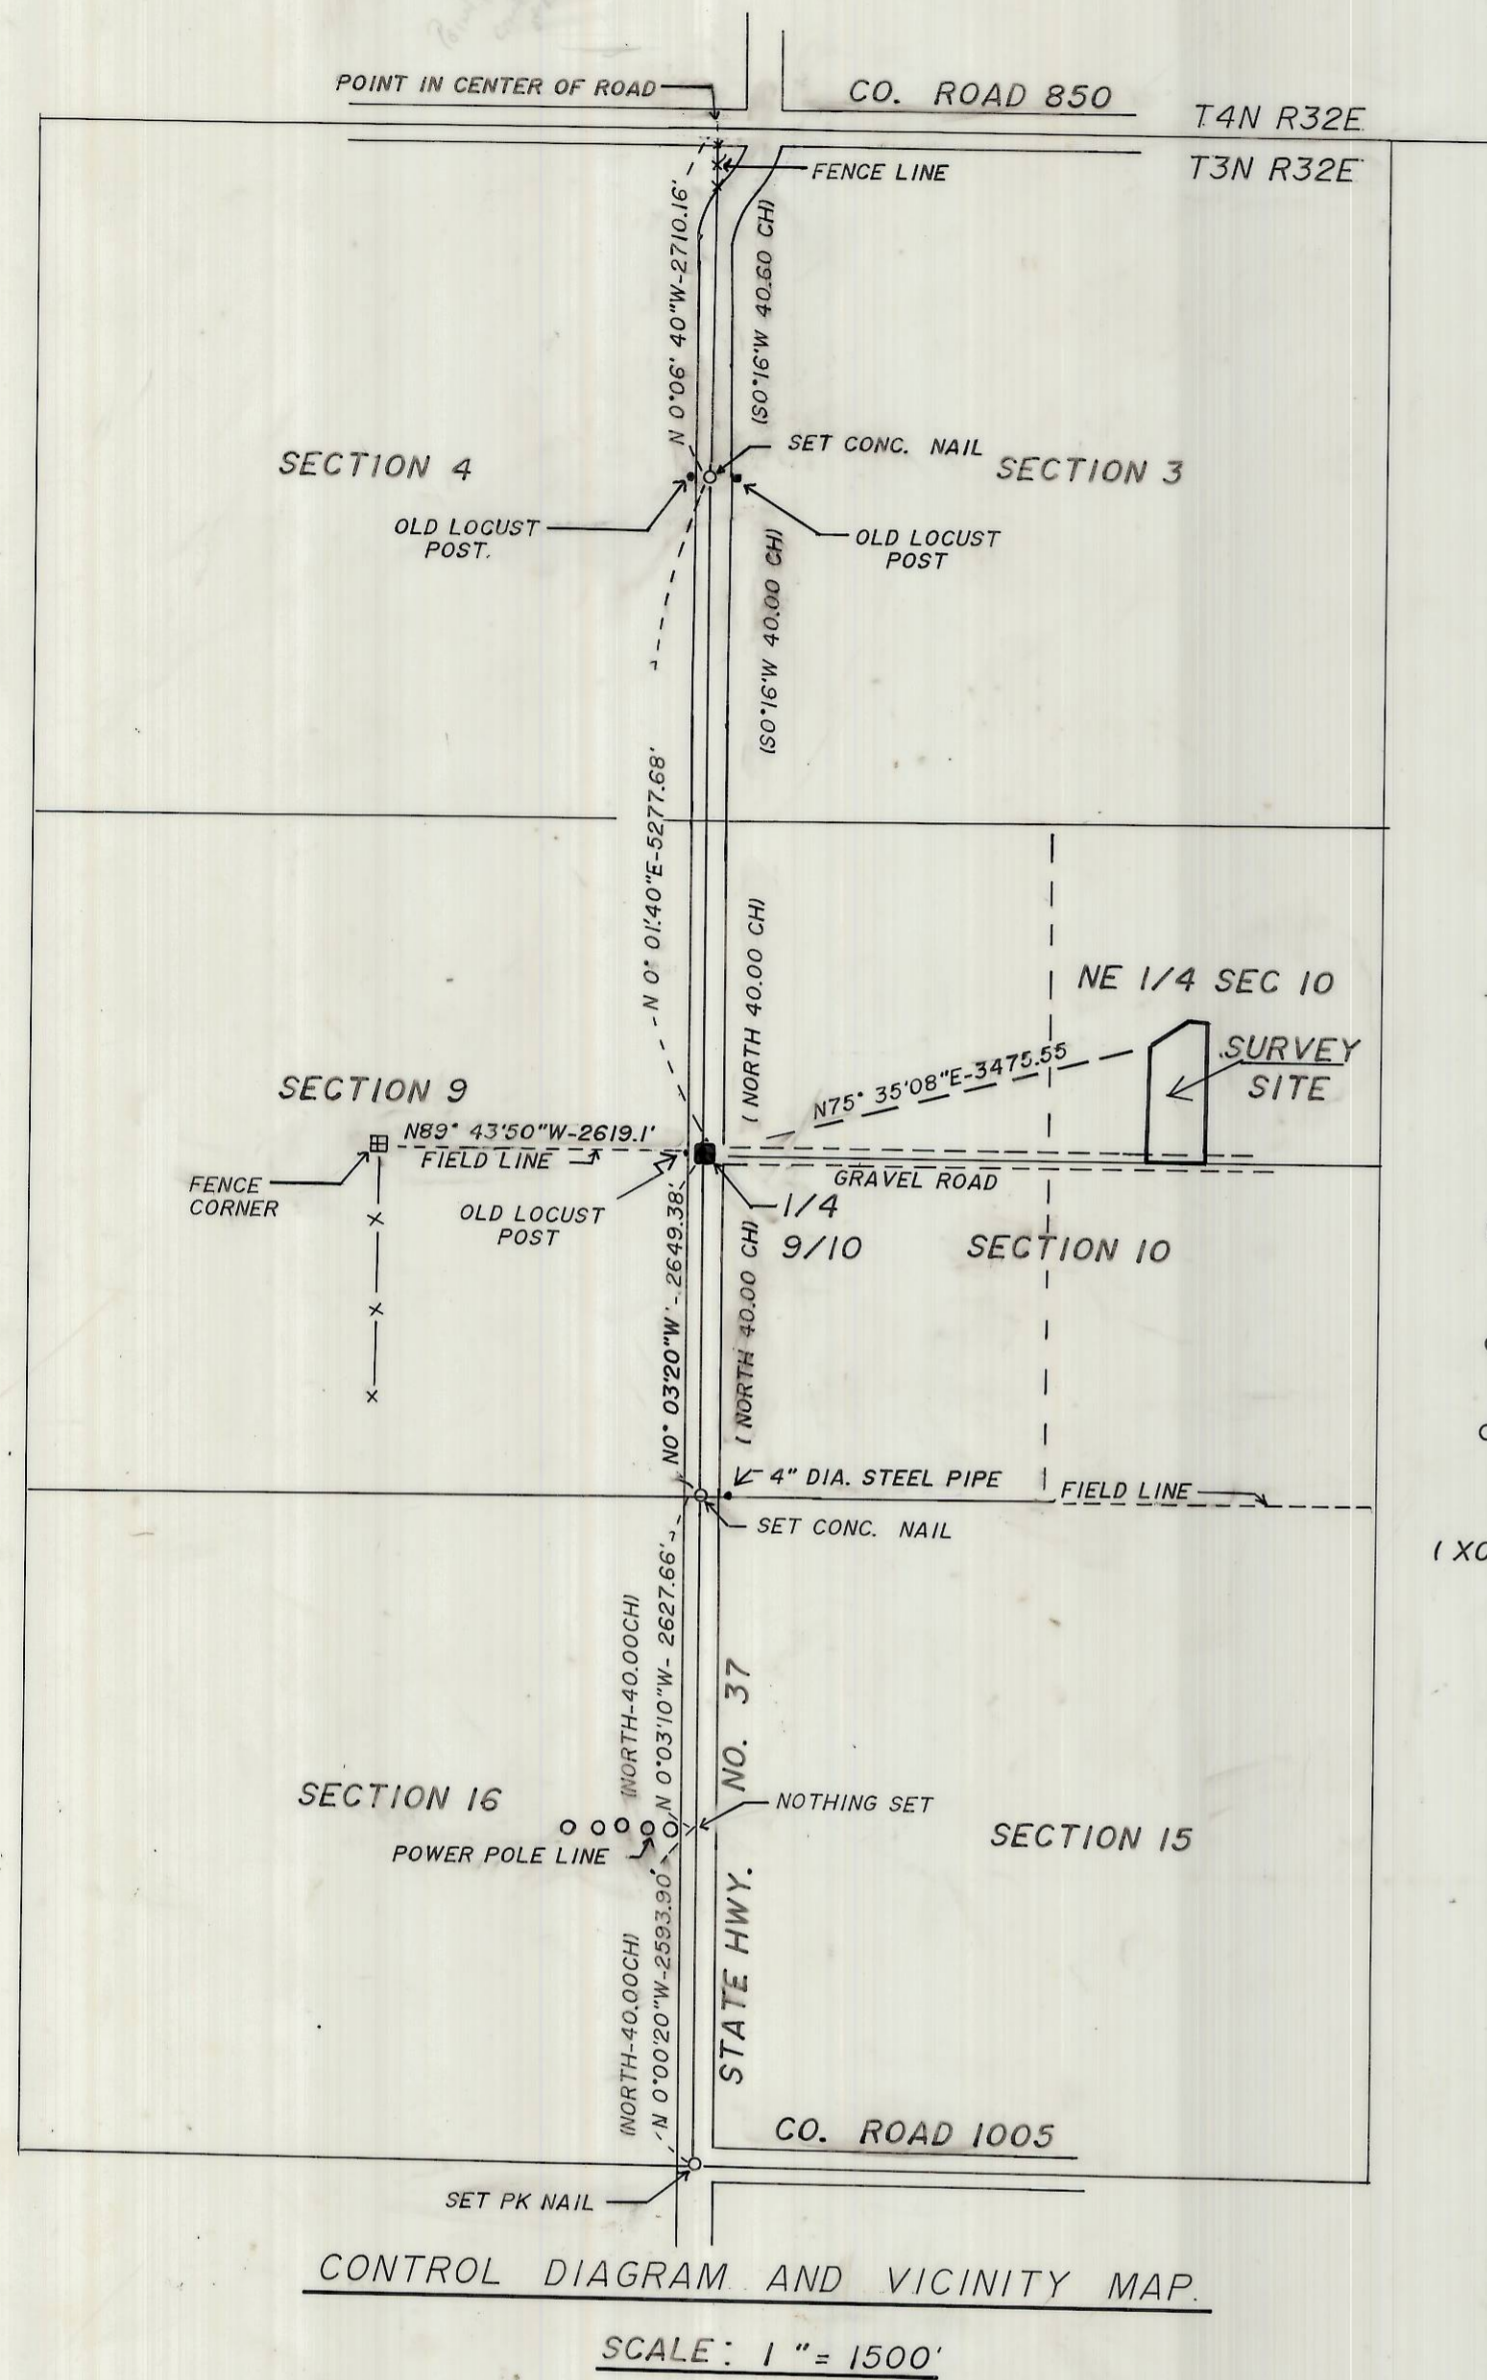 POINT IN CENTER OF ROAD
CO. ROAD 850
T4N R32E
T3N R32E
FENCE LINE
N 0°06' 40"W-2710.16'
(S0°16'W 40.60 CH)
SET CONC. NAIL
SECTION 4
SECTION 3
OLD LOCUST
POST.
OLD LOCUST
POST
(S0°16'W 40.00 CH)
N 0° 01'40"E-5277.68'
(NORTH 40.00 CH)
NE 1/4 SEC 10
SURVEY
SITE
N75° 35'08"E-3475.55
SECTION 9
N89° 43'50"W-2619.1'
FIELD LINE
FENCE
CORNER
OLD LOCUST
POST
GRAVEL ROAD
1/4
9/10
SECTION 10
N0° 03'20"W-2649.38'
(NORTH 40.00 CH)
4" DIA. STEEL PIPE
FIELD LINE
SET CONC. NAIL
(NORTH-40.00CH)
N 0°03'10"W- 2627.66'
STATE HWY. NO. 37
SECTION 16
NOTHING SET
POWER POLE LINE
SECTION 15
(NORTH-40.00CH)
N 0°00'20"W-2593.90'
CO. ROAD 1005
SET PK NAIL
CONTROL DIAGRAM AND VICINITY MAP.
SCALE: 1"= 1500'